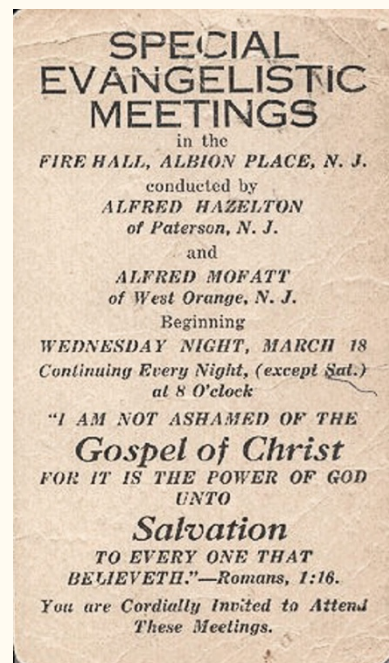 SPECIAL
EVANGELISTIC
MEETINGS
in the
FIRE HALL, ALBION PLACE, N. J.
conducted by
ALFRED HAZELTON
of Paterson, N. J.
and
ALFRED MOFATT
of West Orange, N. J.
Beginning
WEDNESDAY NIGHT, MARCH 18
Continuing Every Night, (except Sat.)
at 8 O'clock
"I AM NOT ASHAMED OF THE
Gospel of Christ
FOR IT IS THE POWER OF GOD
UNTO
Salvation
TO EVERY ONE THAT
BELIEVETH."—Romans, 1:16.
You are Cordially Invited to Attend
These Meetings.